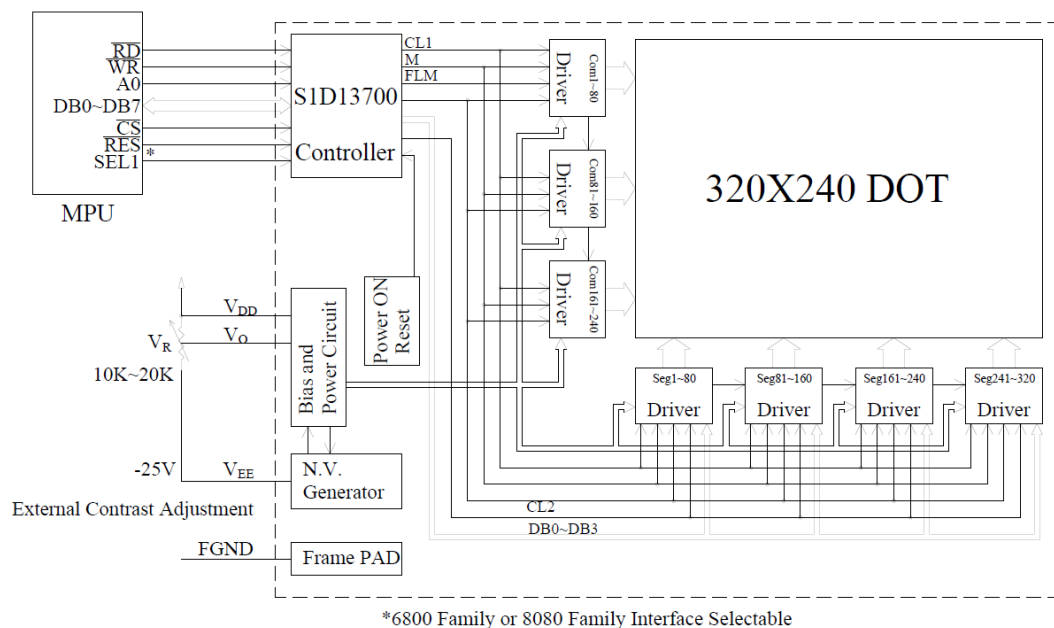 RD
WR
A0
DB0~DB7
CS
RES
SEL1 *
MPU
S1D13700
Controller
CL1
M
FLM
Driver
Com1~80
Driver
Com81~160
Driver
Com161~240
320X240 DOT
Power ON
Reset
VDD
VO
VR
10K~20K
Bias and
Power Circuit
-25V
VEE
N.V.
Generator
External Contrast Adjustment
FGND
Frame PAD
Seg1~80
Driver
Seg81~160
Driver
Seg161~240
Driver
Seg241~320
Driver
CL2
DB0~DB3
*6800 Family or 8080 Family Interface Selectable